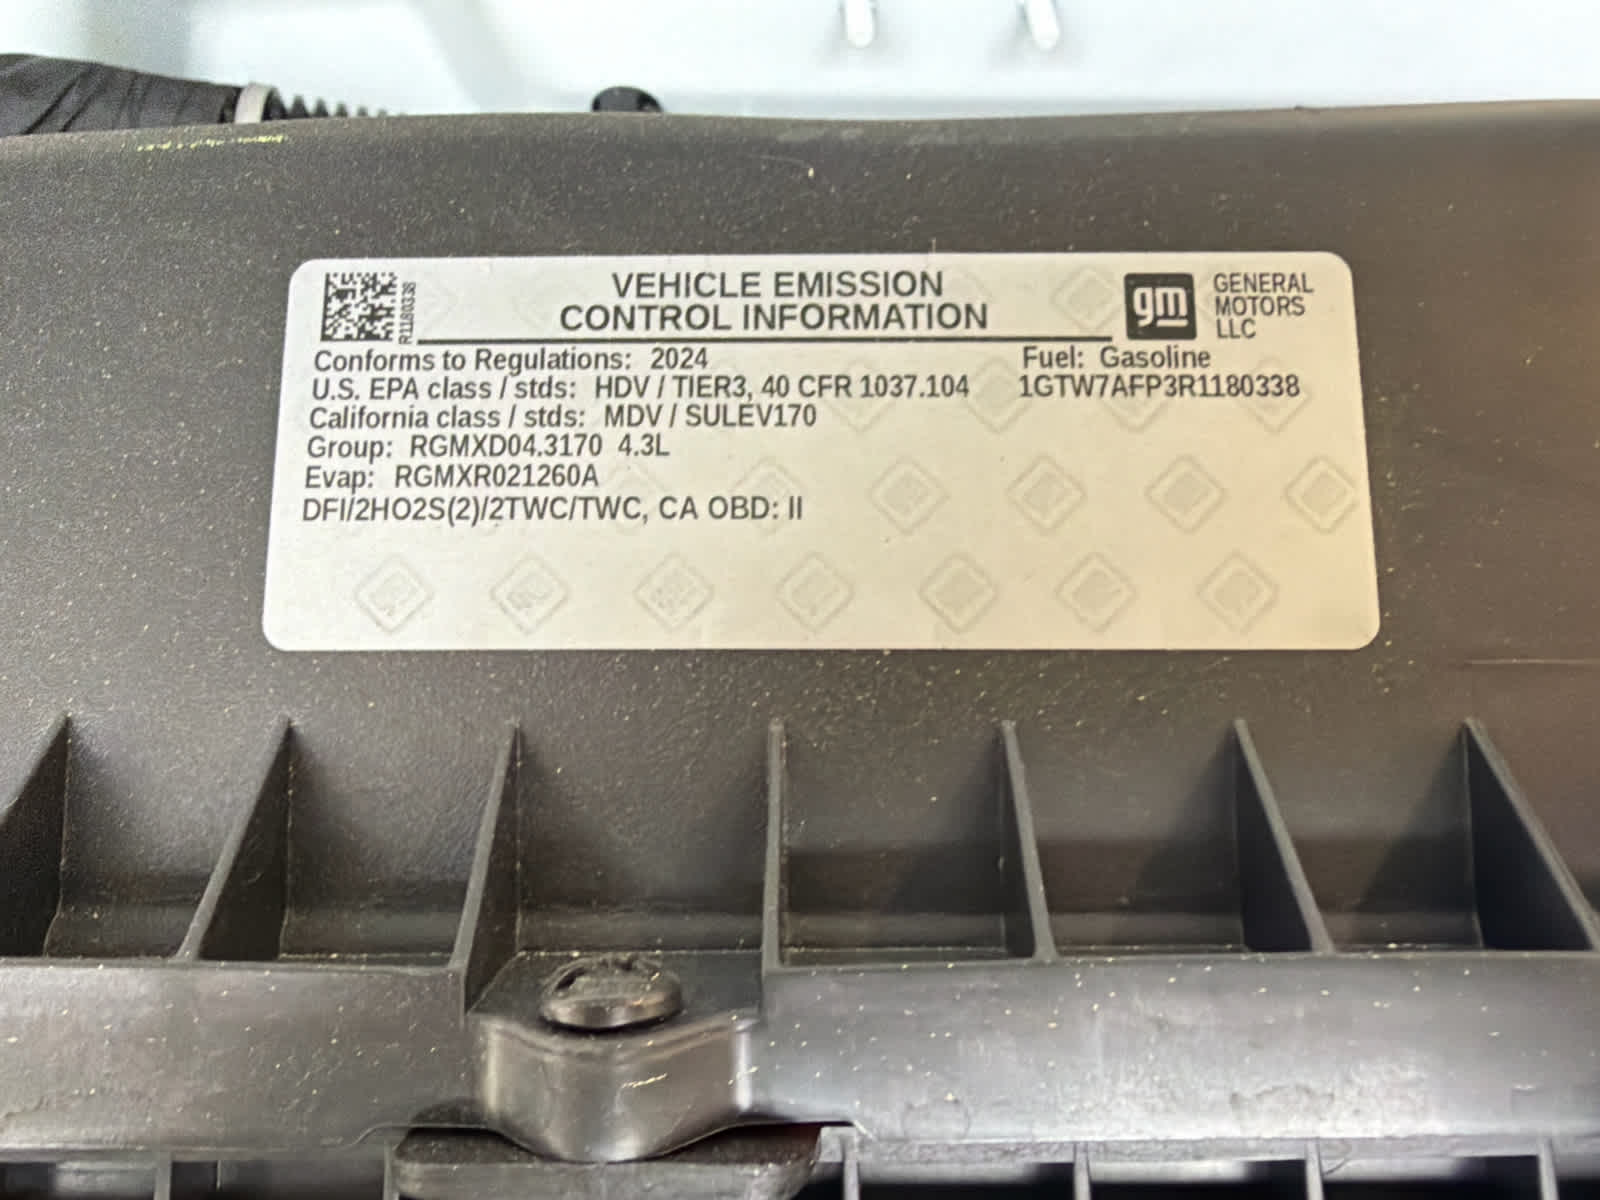 R1180338
VEHICLE EMISSION
CONTROL INFORMATION
gm
GENERAL
MOTORS
LLC
Conforms to Regulations: 2024
Fuel: Gasoline
U.S. EPA class / stds: HDV / TIER3, 40 CFR 1037.104
1GTW7AFP3R1180338
California class / stds: MDV / SULEV170
Group: RGMXD04.3170 4.3L
Evap: RGMXR021260A
DFI/2HO2S(2)/2TWC/TWC, CA OBD: II